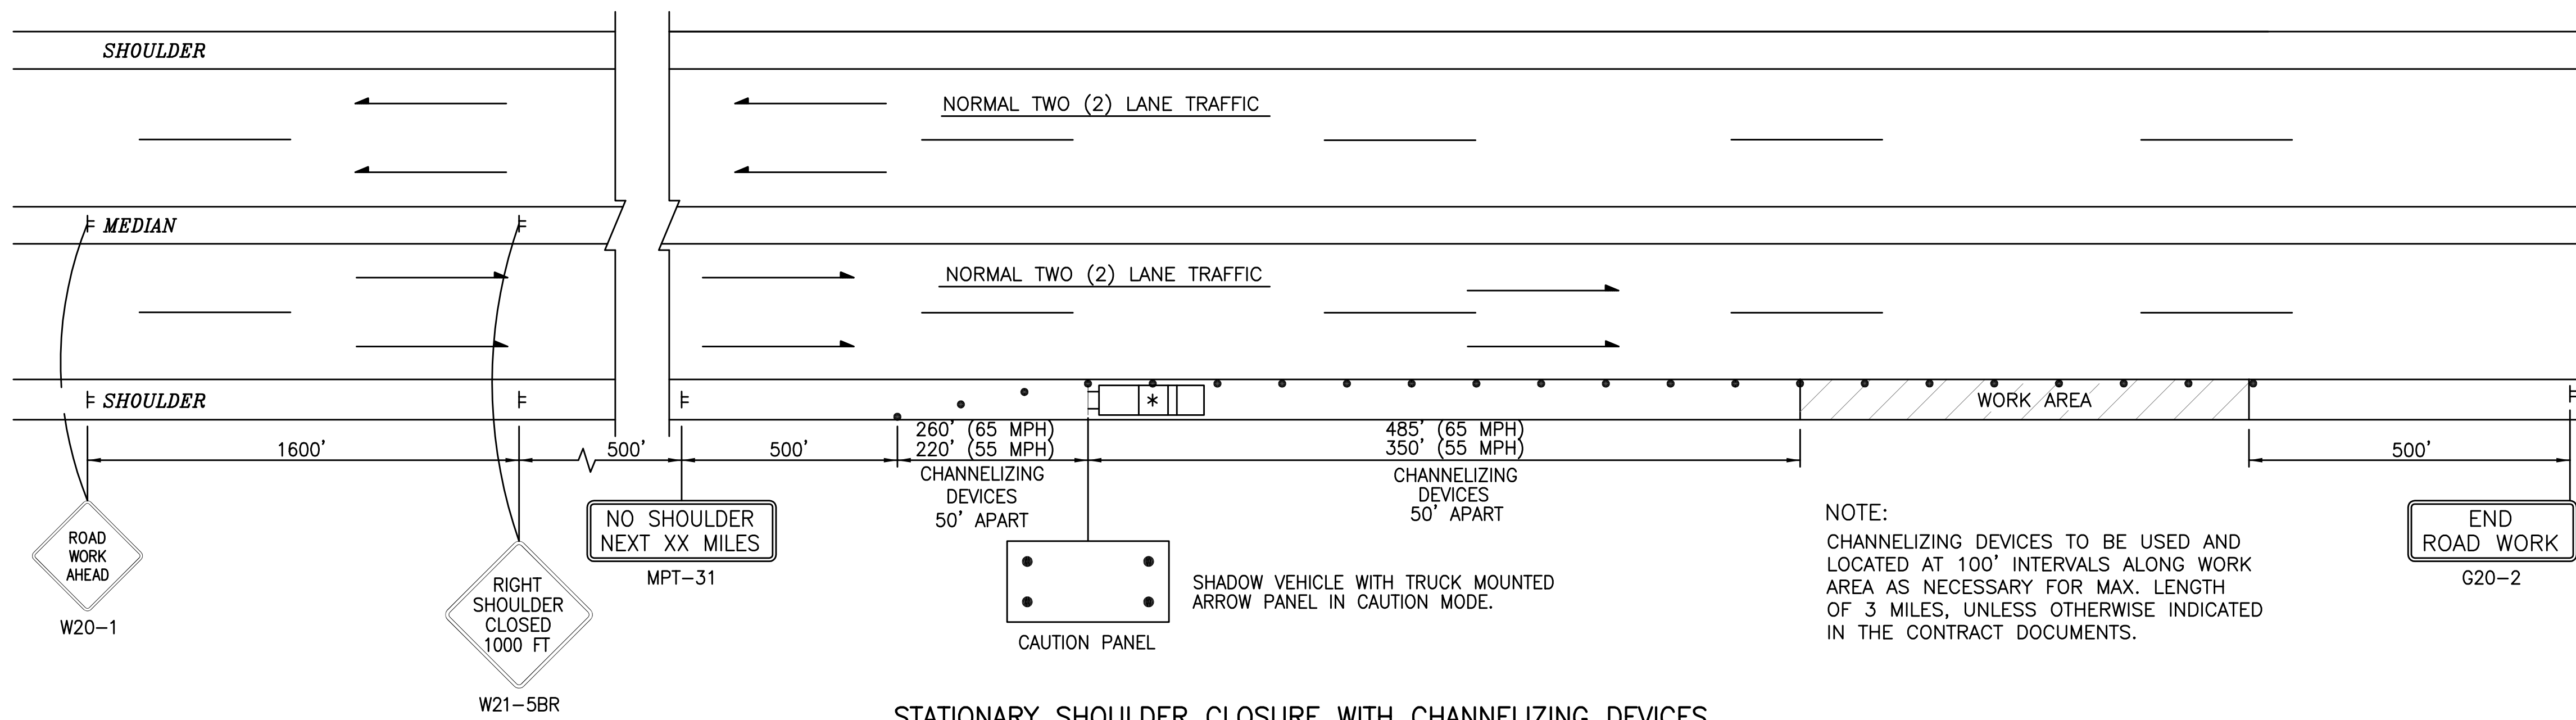 SHOULDER
NORMAL TWO (2) LANE TRAFFIC
MEDIAN
NORMAL TWO (2) LANE TRAFFIC
SHOULDER
*
WORK AREA
1600'
500'
500'
260' (65 MPH)
220' (55 MPH)
CHANNELIZING
DEVICES
50' APART
485' (65 MPH)
350' (55 MPH)
CHANNELIZING
DEVICES
50' APART
500'
ROAD
WORK
AHEAD
W20-1
RIGHT
SHOULDER
CLOSED
1000 FT
W21-5BR
NO SHOULDER
NEXT XX MILES
MPT-31
CAUTION PANEL
SHADOW VEHICLE WITH TRUCK MOUNTED
ARROW PANEL IN CAUTION MODE.
NOTE:
CHANNELIZING DEVICES TO BE USED AND
LOCATED AT 100' INTERVALS ALONG WORK
AREA AS NECESSARY FOR MAX. LENGTH
OF 3 MILES, UNLESS OTHERWISE INDICATED
IN THE CONTRACT DOCUMENTS.
END
ROAD WORK
G20-2
STATIONARY SHOULDER CLOSURE WITH CHANNELIZING DEVICES